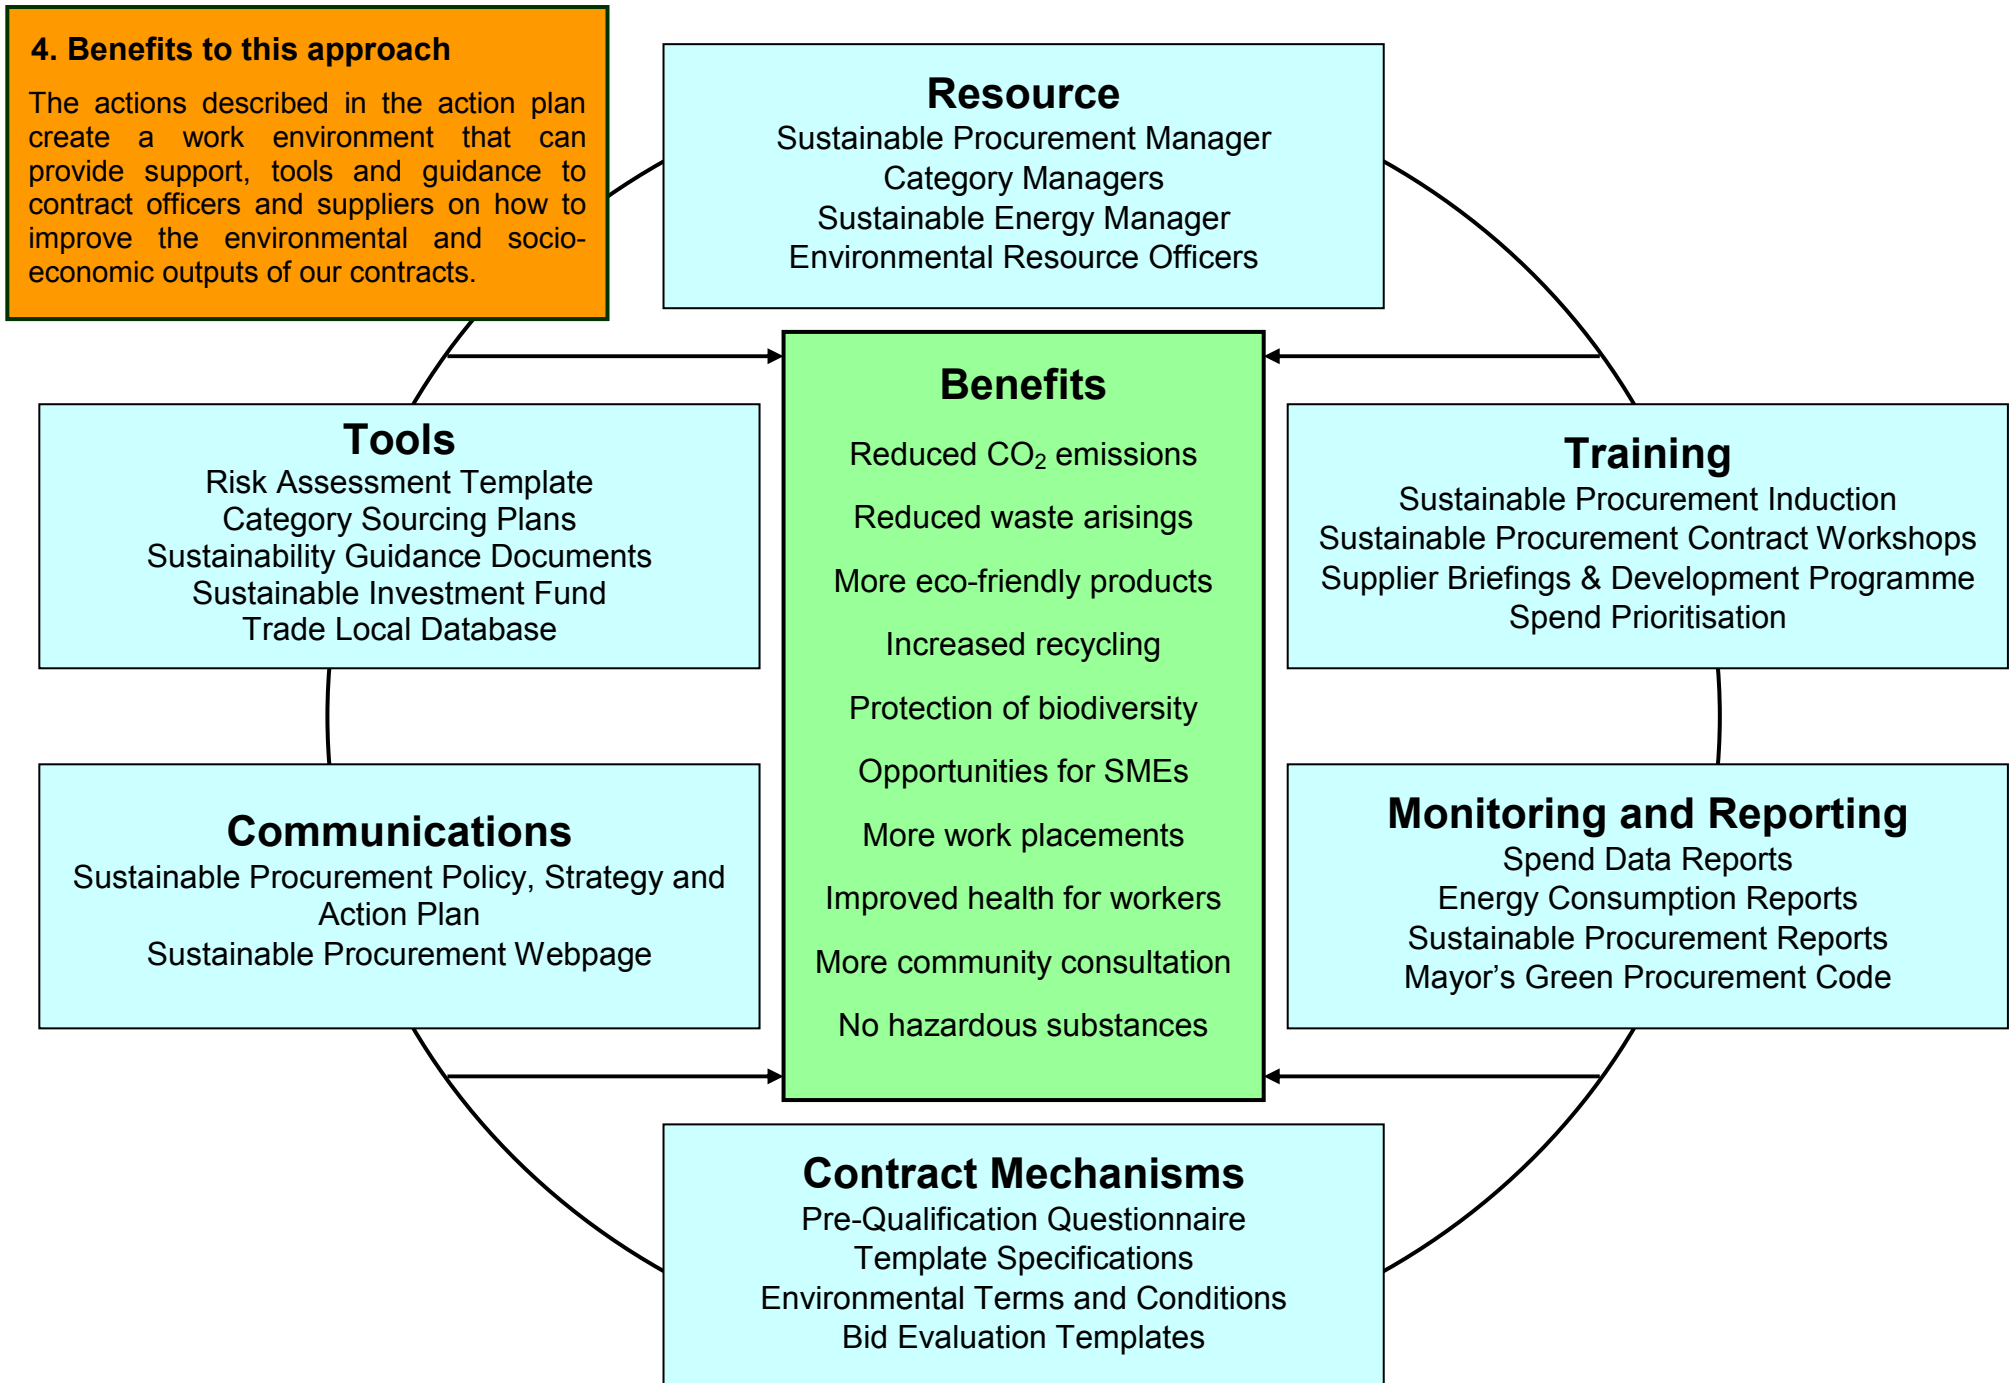 4. Benefits to this approach
The actions described in the action plan
create a work environment that can
provide support, tools and guidance to
contract officers and suppliers on how to
improve the environmental and socio-
economic outputs of our contracts.
Resource
Sustainable Procurement Manager
Category Managers
Sustainable Energy Manager
Environmental Resource Officers
Tools
Risk Assessment Template
Category Sourcing Plans
Sustainability Guidance Documents
Sustainable Investment Fund
Trade Local Database
Benefits
Reduced CO₂ emissions
Reduced waste arisings
More eco-friendly products
Increased recycling
Protection of biodiversity
Opportunities for SMEs
More work placements
Improved health for workers
More community consultation
No hazardous substances
Training
Sustainable Procurement Induction
Sustainable Procurement Contract Workshops
Supplier Briefings & Development Programme
Spend Prioritisation
Communications
Sustainable Procurement Policy, Strategy and
Action Plan
Sustainable Procurement Webpage
Monitoring and Reporting
Spend Data Reports
Energy Consumption Reports
Sustainable Procurement Reports
Mayor’s Green Procurement Code
Contract Mechanisms
Pre-Qualification Questionnaire
Template Specifications
Environmental Terms and Conditions
Bid Evaluation Templates